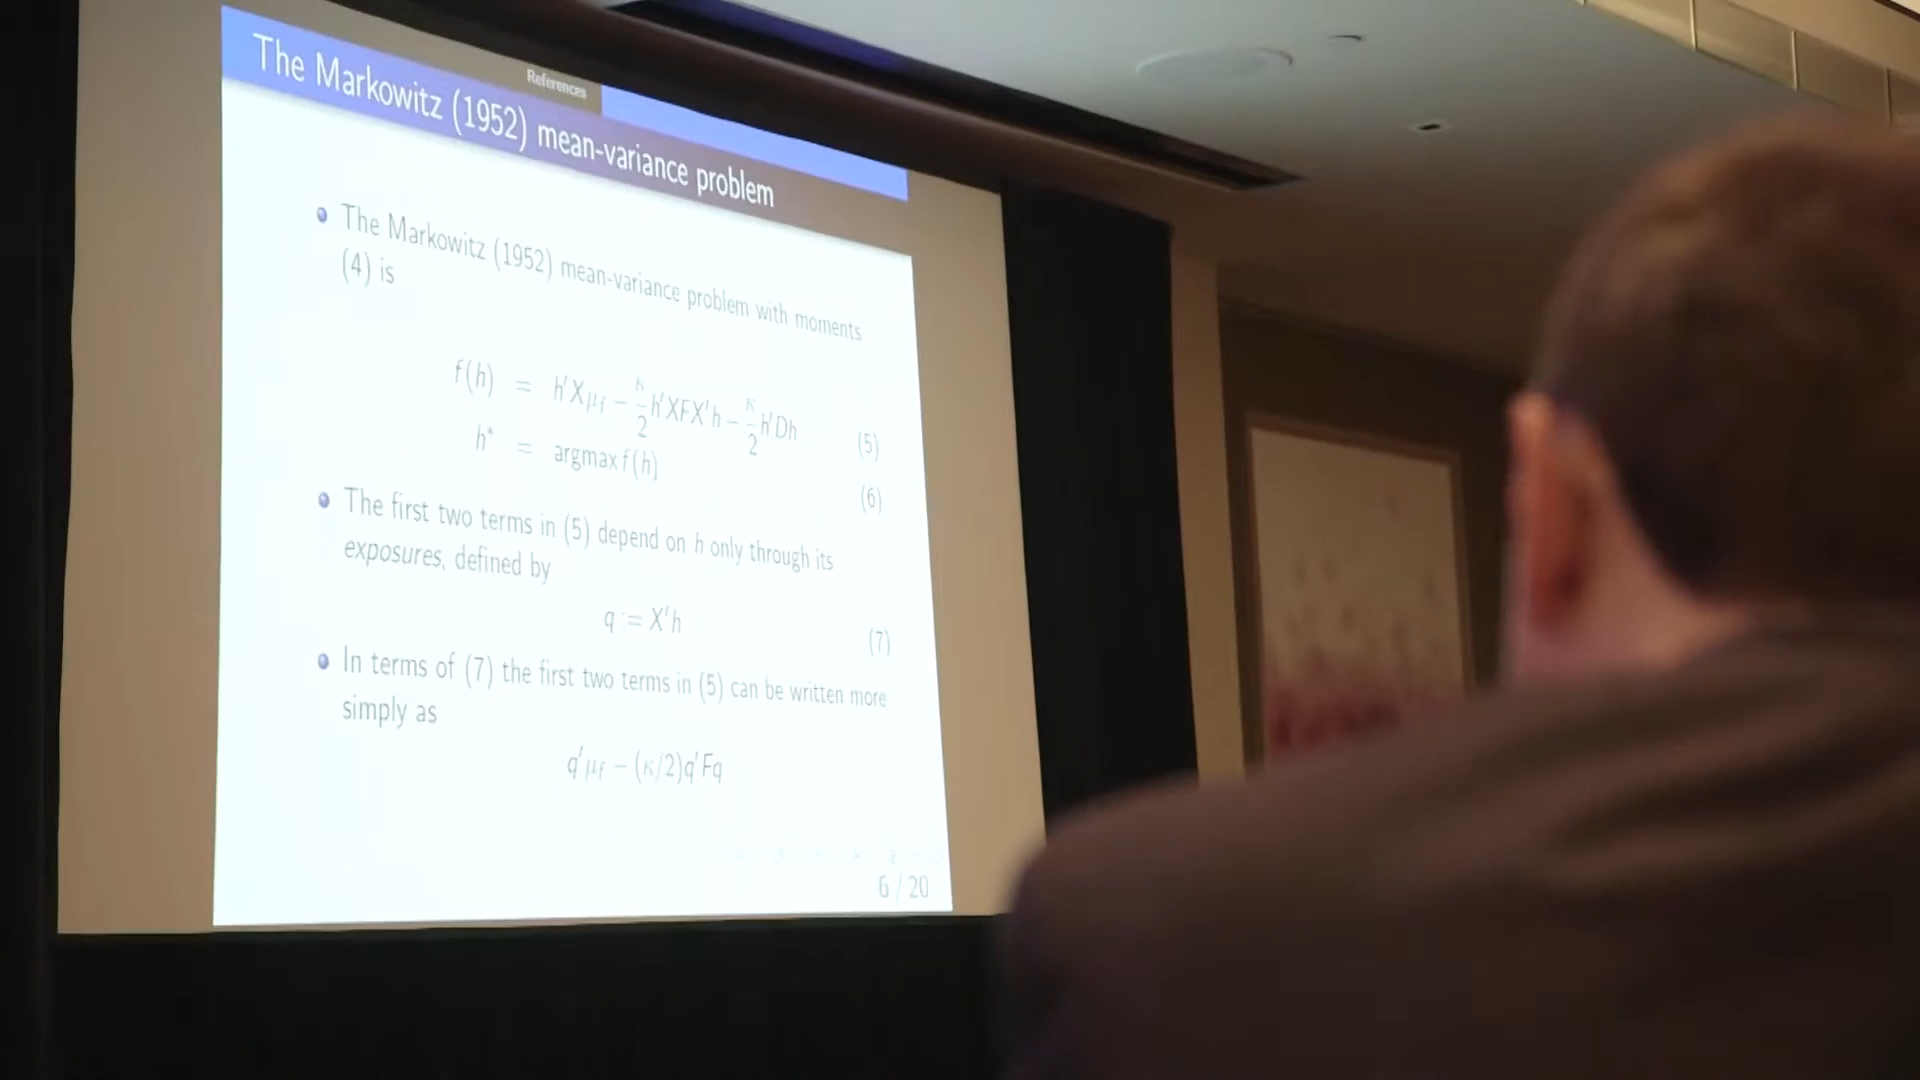 References
The Markowitz (1952) mean-variance problem
The Markowitz (1952) mean-variance problem with moments
(4) is
f(h) = h′Xμf − κ/2 h′XFX′h − κ/2 h′Dh (5)
h* = argmax f(h) (6)
The first two terms in (5) depend on h only through its
exposures, defined by
q := X′h (7)
In terms of (7) the first two terms in (5) can be written more
simply as
q′μf − (κ/2)q′Fq
6 / 20